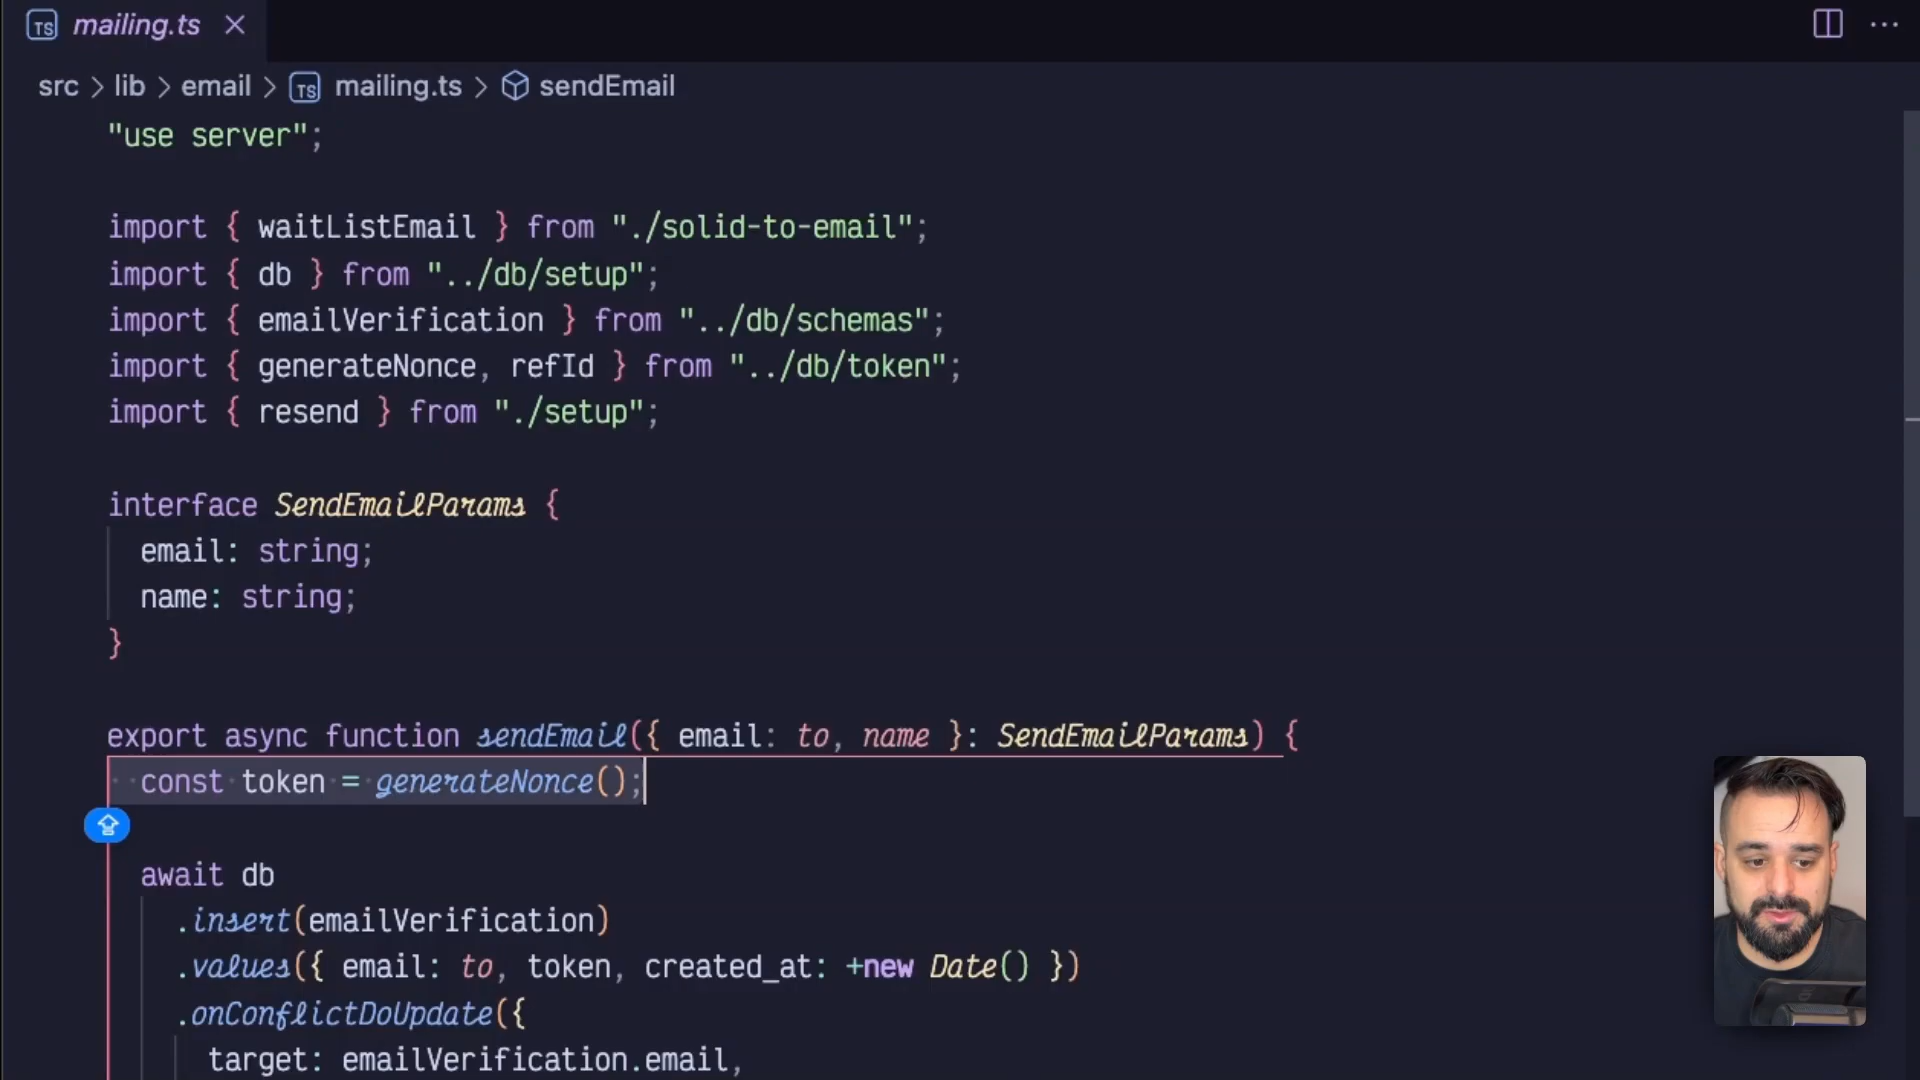 TS mailing.ts
src > lib > email > TS mailing.ts > sendEmail
"use server";
import { waitListEmail } from "./solid-to-email";
import { db } from "../db/setup";
import { emailVerification } from "../db/schemas";
import { generateNonce, refId } from "../db/token";
import { resend } from "./setup";
interface SendEmailParams {
email: string;
name: string;
}
export async function sendEmail({ email: to, name }: SendEmailParams) {
const token = generateNonce();
await db
.insert(emailVerification)
.values({ email: to, token, created_at: +new Date() })
.onConflictDoUpdate({
target: emailVerification.email,